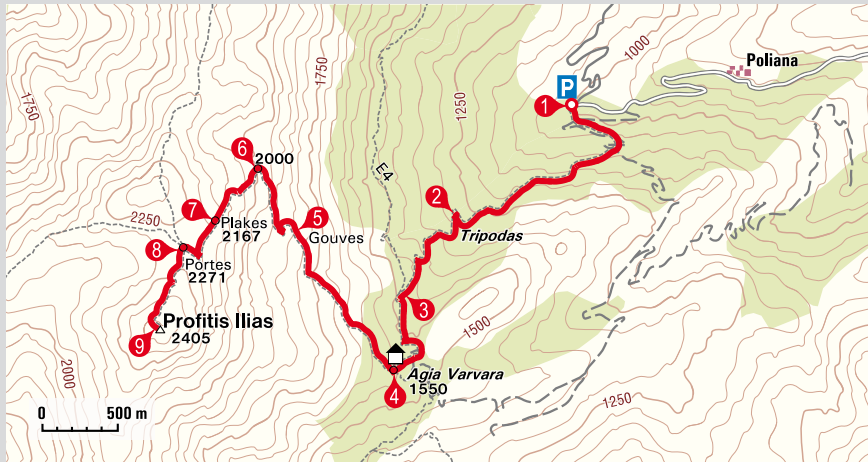 1000
Poliana
P
1
1750
1250
1750
E4
6
2000
2
7
5
Plakes
2167
Gouves
Tripodas
2250
8
Portes
2271
3
Profitis Ilias
2405
9
1500
Agia Varvara
1550
4
2000
1250
0 500 m